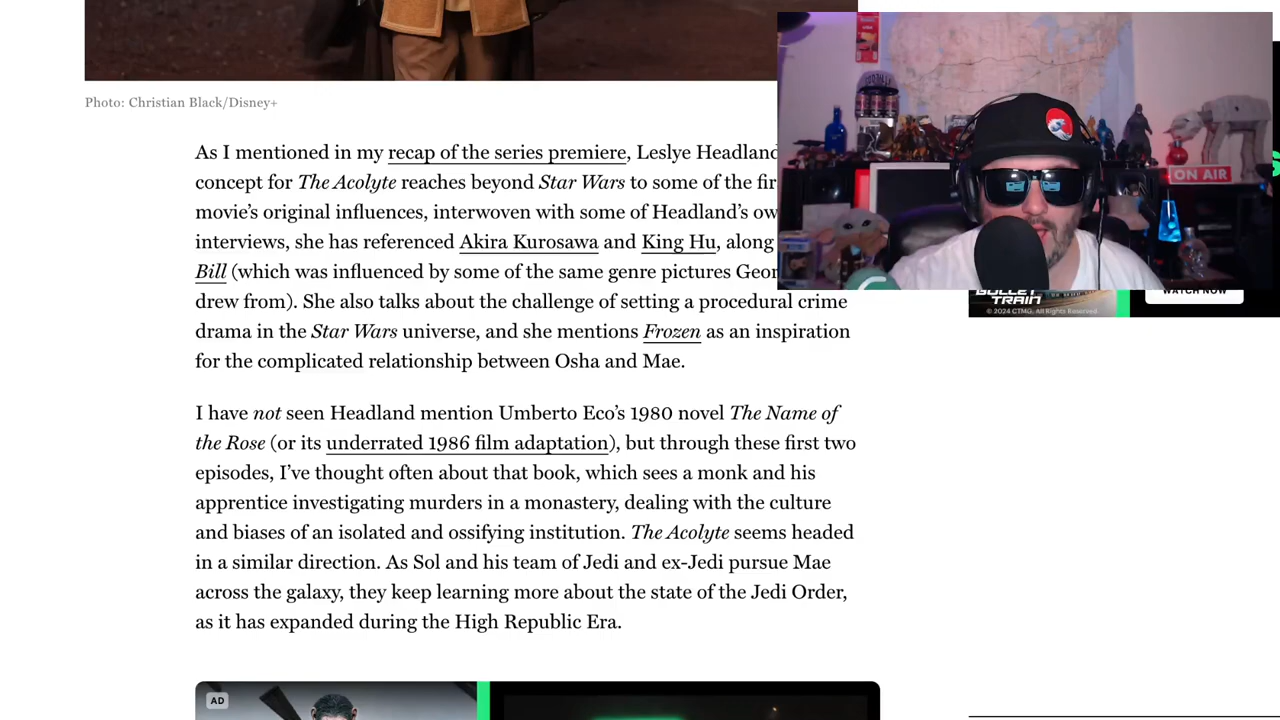 Photo: Christian Black/Disney+
As I mentioned in my recap of the series premiere, Leslye Headland
concept for The Acolyte reaches beyond Star Wars to some of the
movie's original influences, interwoven with some of Headland's
interviews, she has referenced Akira Kurosawa and King Hu, along
Bill (which was influenced by some of the same genre pictures
drew from). She also talks about the challenge of setting a procedural crime
drama in the Star Wars universe, and she mentions Frozen as an inspiration
for the complicated relationship between Osha and Mae.
I have not seen Headland mention Umberto Eco's 1980 novel The Name of
the Rose (or its underrated 1986 film adaptation), but through these first two
episodes, I've thought often about that book, which sees a monk and his
apprentice investigating murders in a monastery, dealing with the culture
and biases of an isolated and ossifying institution. The Acolyte seems headed
in a similar direction. As Sol and his team of Jedi and ex-Jedi pursue Mae
across the galaxy, they keep learning more about the state of the Jedi Order,
as it has expanded during the High Republic Era.
ON AIR
BULLET
TRAIN
WATCH NOW
© 2024 CTMG. All Rights Reserved.
AD